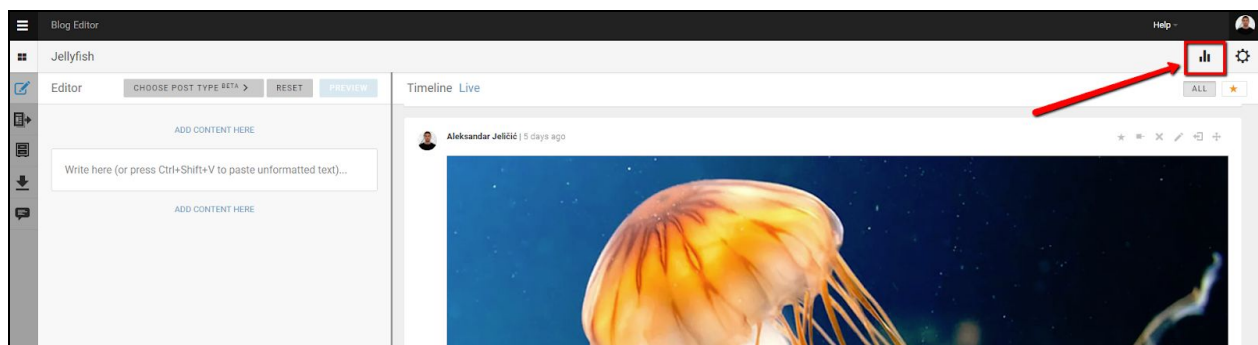 Blog Editor
Help
Jellyfish
Editor
CHOOSE POST TYPE BETA >
RESET
PREVIEW
Timeline Live
ALL
ADD CONTENT HERE
Aleksandar Jeličić | 5 days ago
Write here (or press Ctrl+Shift+V to paste unformatted text)...
ADD CONTENT HERE